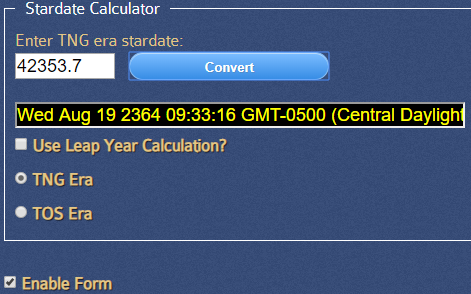 Stardate Calculator
Enter TNG era stardate:
42353.7 Convert
Wed Aug 19 2364 09:33:16 GMT-0500 (Central Daylight
Use Leap Year Calculation?
TNG Era
TOS Era
Enable Form